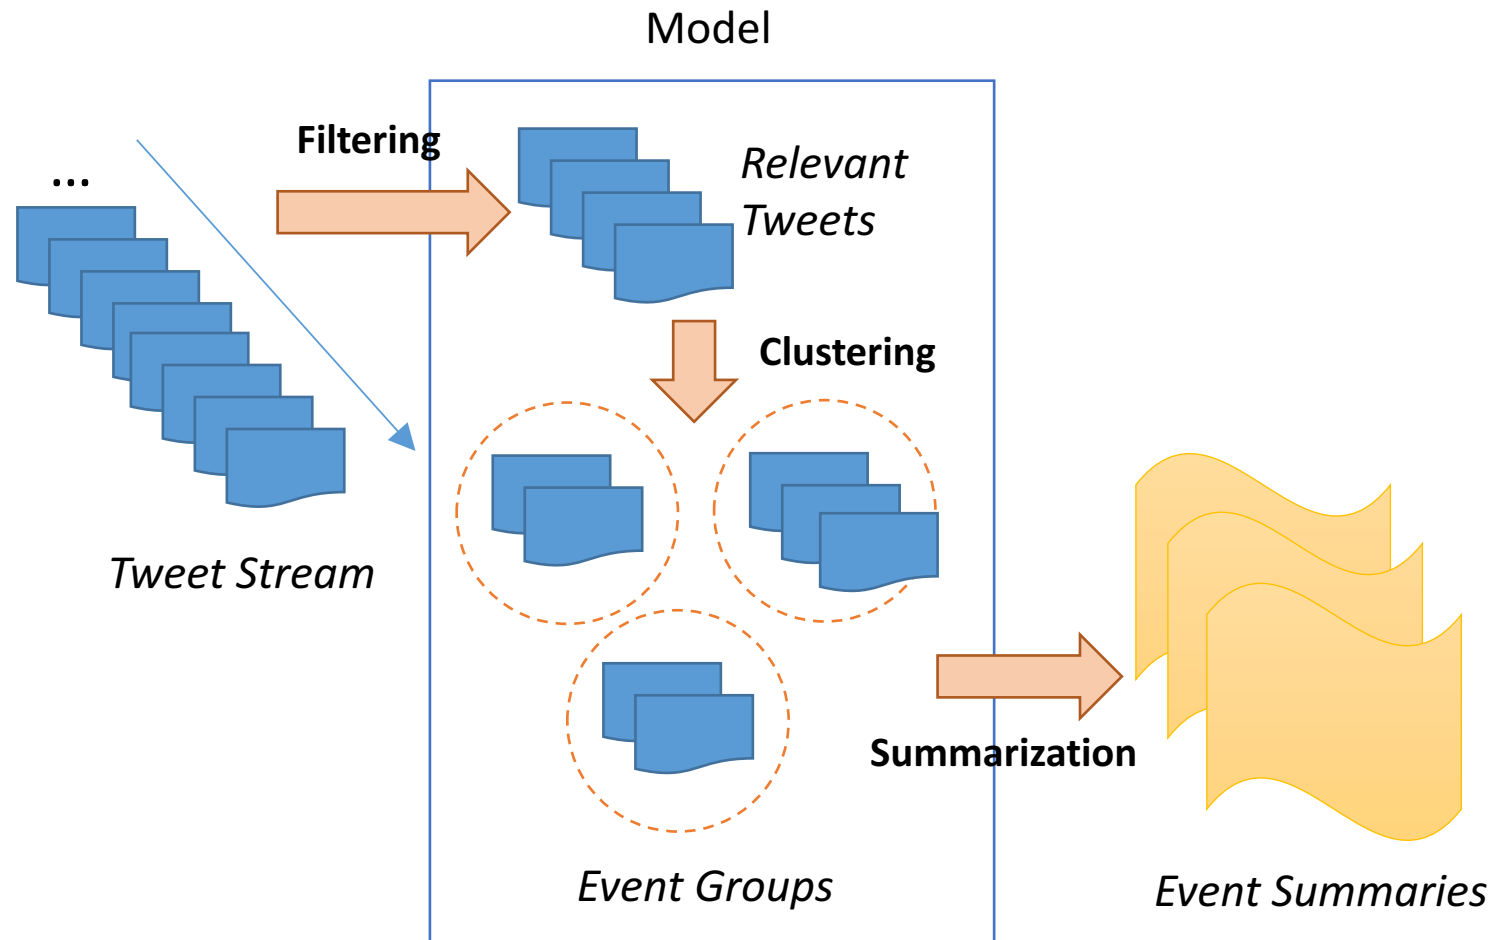 Model
Filtering
...
Relevant
Tweets
Clustering
Tweet Stream
Summarization
Event Groups
Event Summaries